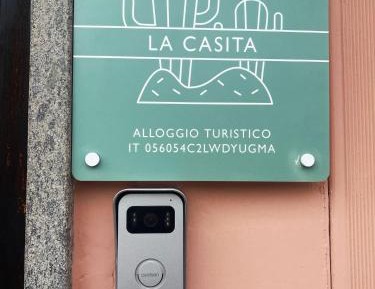 LA CASITA
ALLOGGIO TURISTICO
IT 056054C2LWDYUGMA